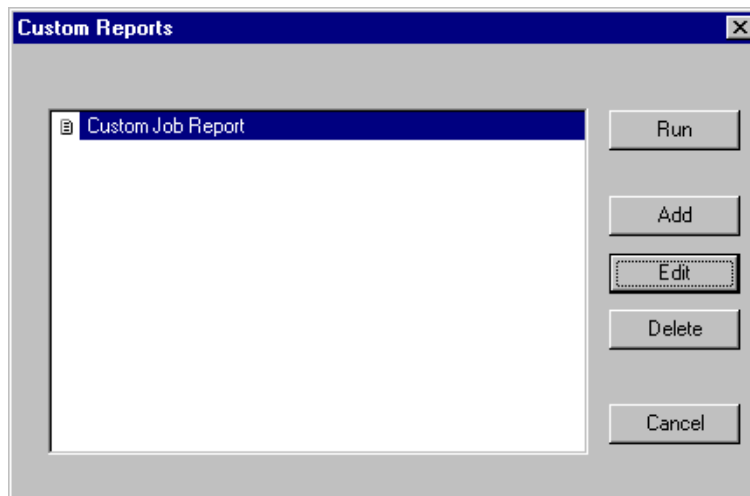 Custom Reports
Custom Job Report
Run
Add
Edit
Delete
Cancel